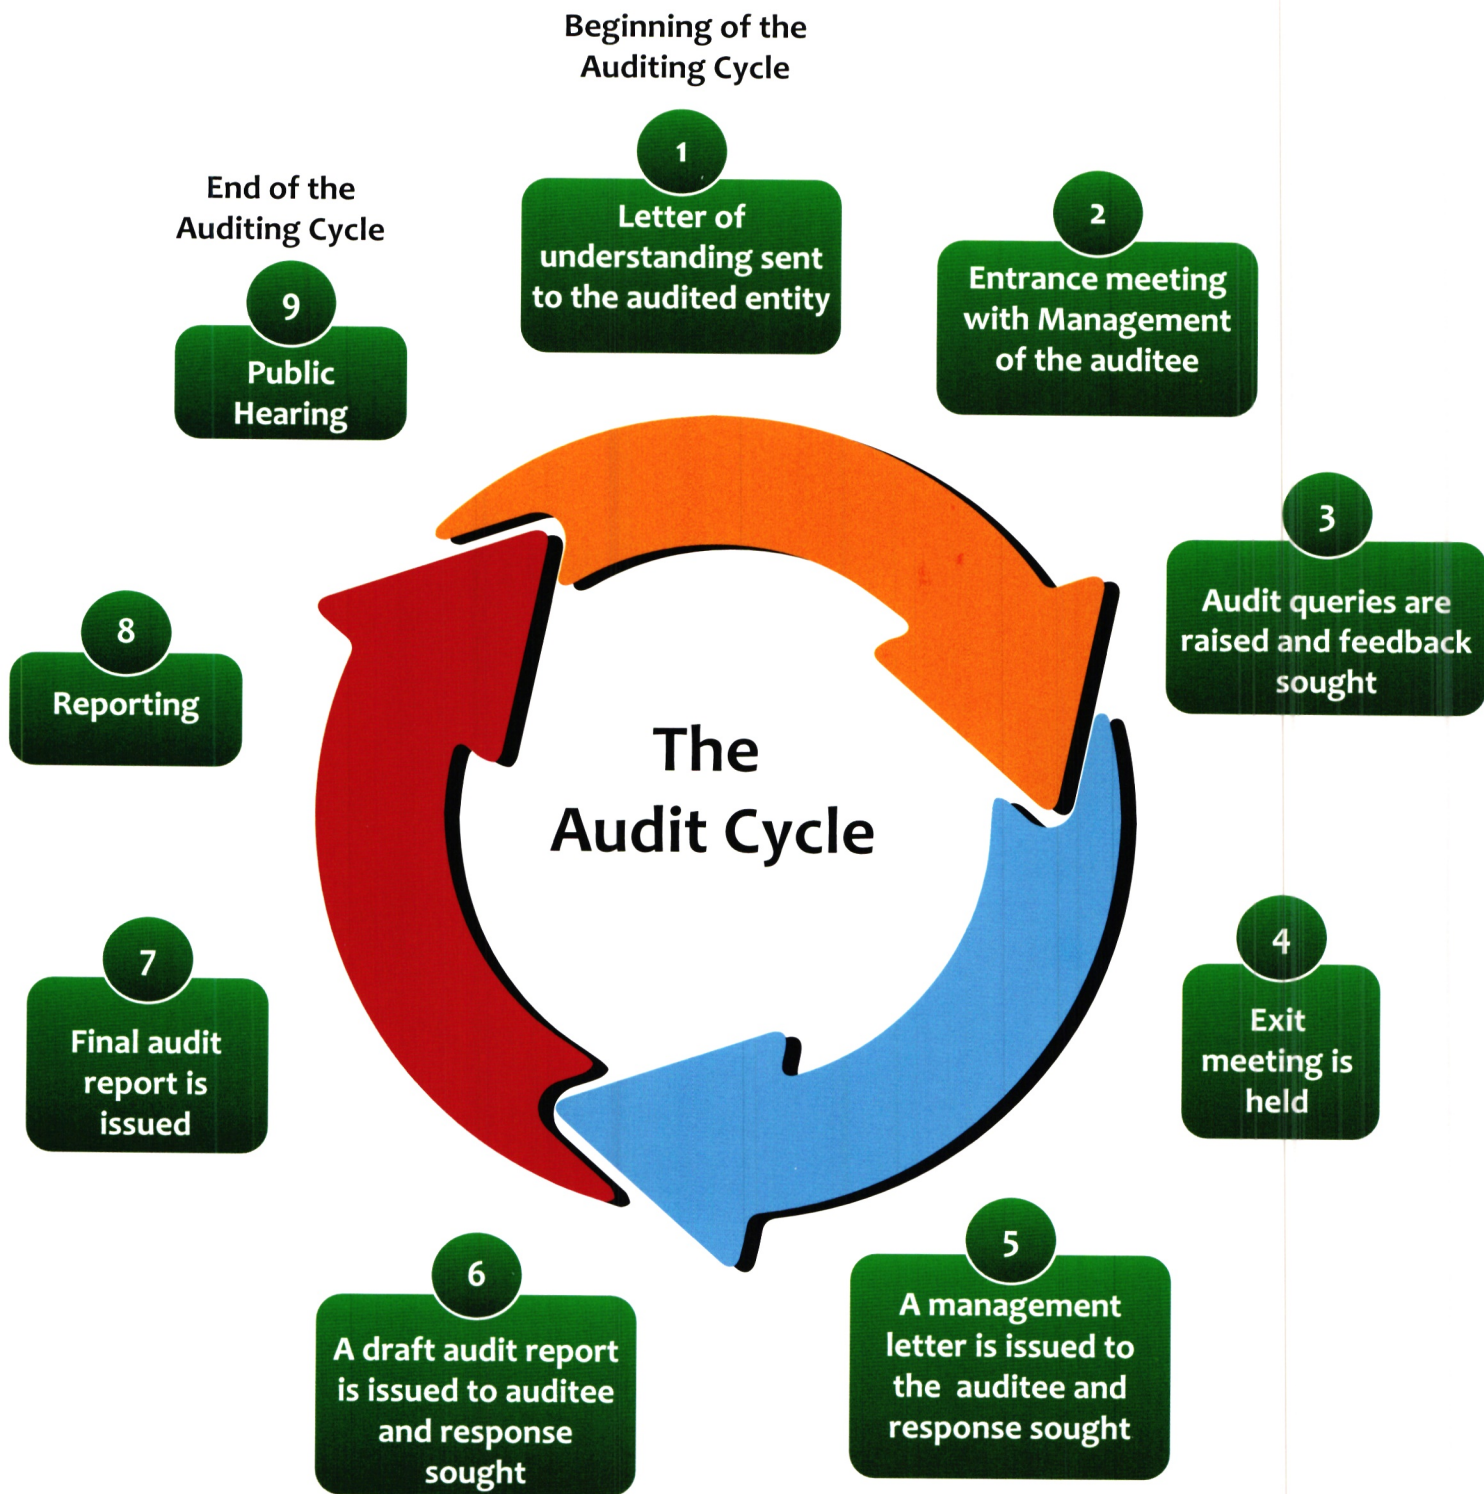 Beginning of the
Auditing Cycle
1
Letter of
understanding sent
to the audited entity
2
Entrance meeting
with Management
of the auditee
3
Audit queries are
raised and feedback
sought
4
Exit
meeting is
held
5
A management
letter is issued to
the auditee and
response sought
6
A draft audit report
is issued to auditee
and response
sought
7
Final audit
report is
issued
8
Reporting
End of the
Auditing Cycle
9
Public
Hearing
The
Audit Cycle